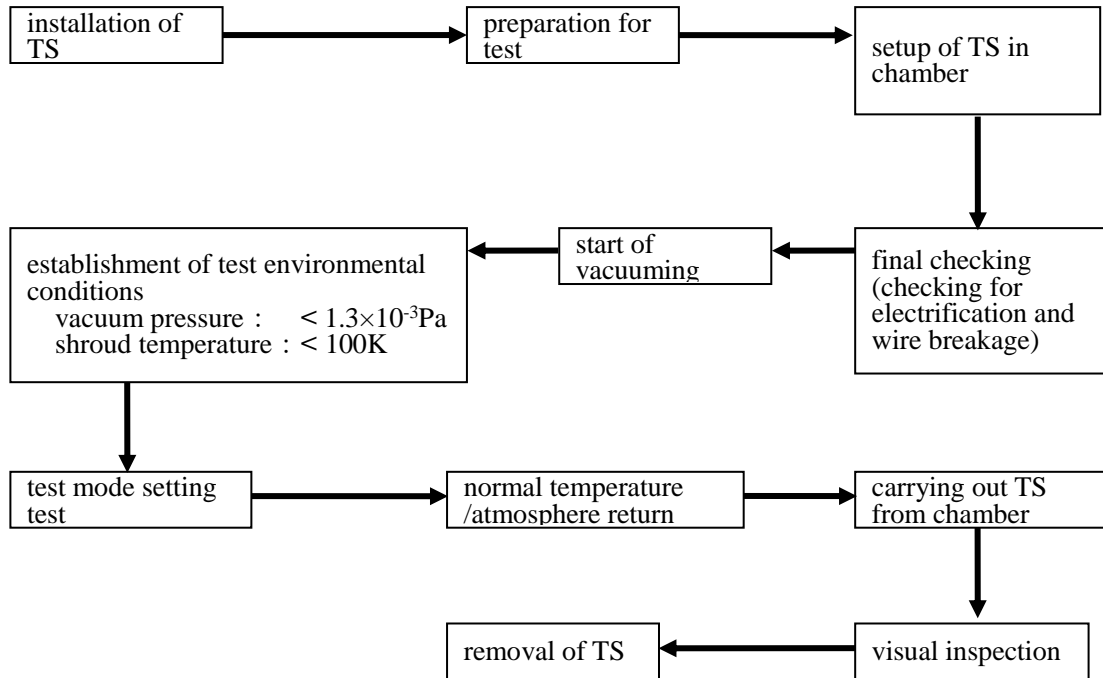 installation of
TS
preparation for
test
setup of TS in
chamber
final checking
(checking for
electrification and
wire breakage)
start of
vacuuming
establishment of test environmental
conditions
vacuum pressure : < 1.3×10⁻³Pa
shroud temperature : < 100K
test mode setting
test
normal temperature
/atmosphere return
carrying out TS
from chamber
visual inspection
removal of TS